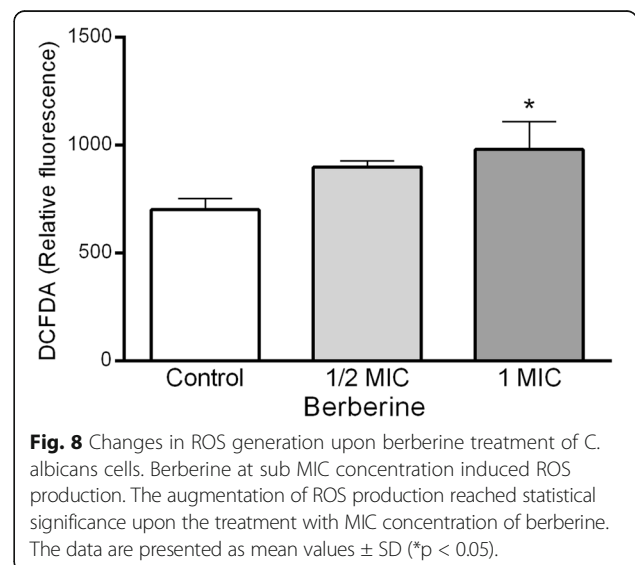 1500
1000
500
0
DCFDA (Relative fluorescence)
*
Control 1/2 MIC 1 MIC
Berberine
Fig. 8 Changes in ROS generation upon berberine treatment of C.
albicans cells. Berberine at sub MIC concentration induced ROS
production. The augmentation of ROS production reached statistical
significance upon the treatment with MIC concentration of berberine.
The data are presented as mean values ± SD (*p < 0.05).